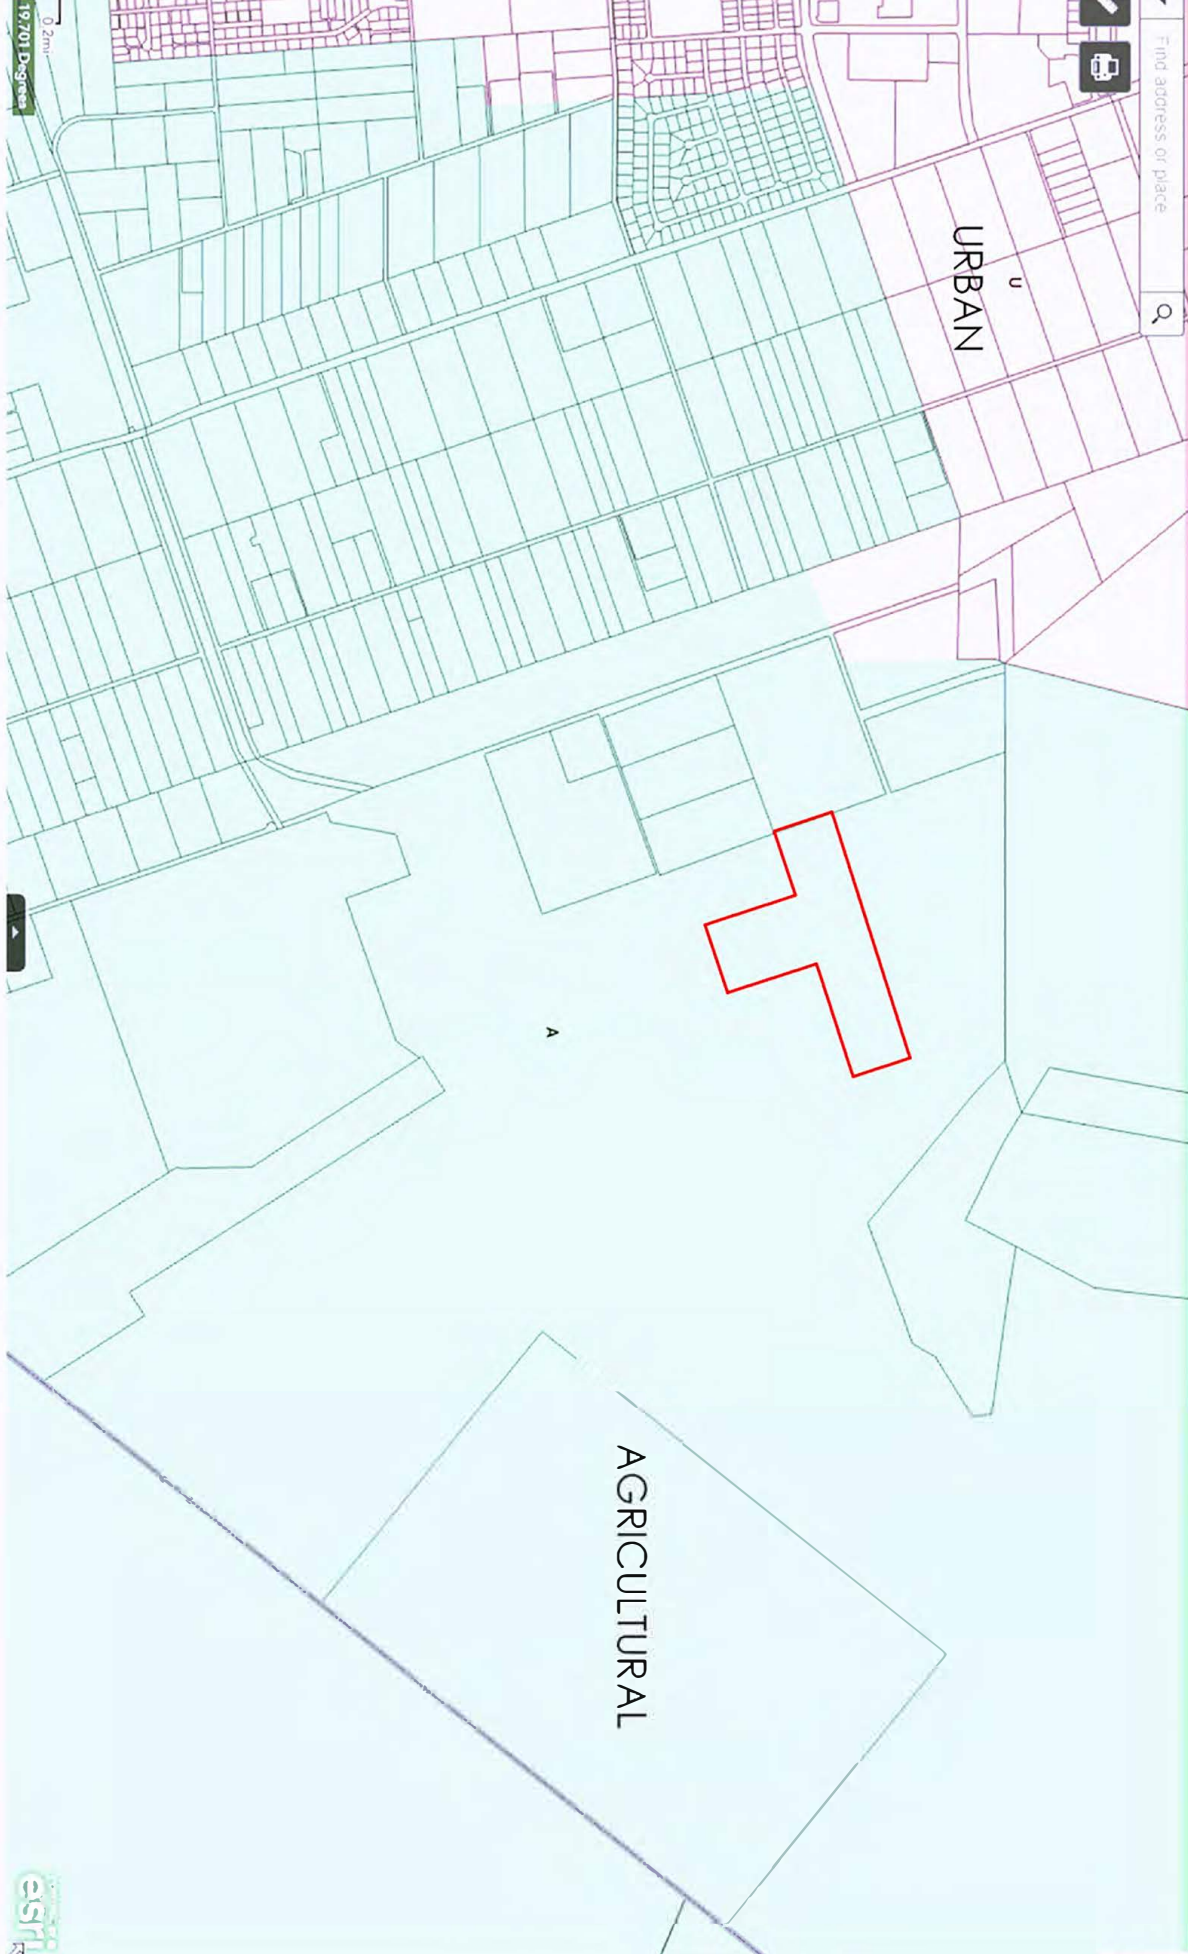 Find address or place
U
URBAN
0.2mi
19.701 Degrees
A
AGRICULTURAL
esri